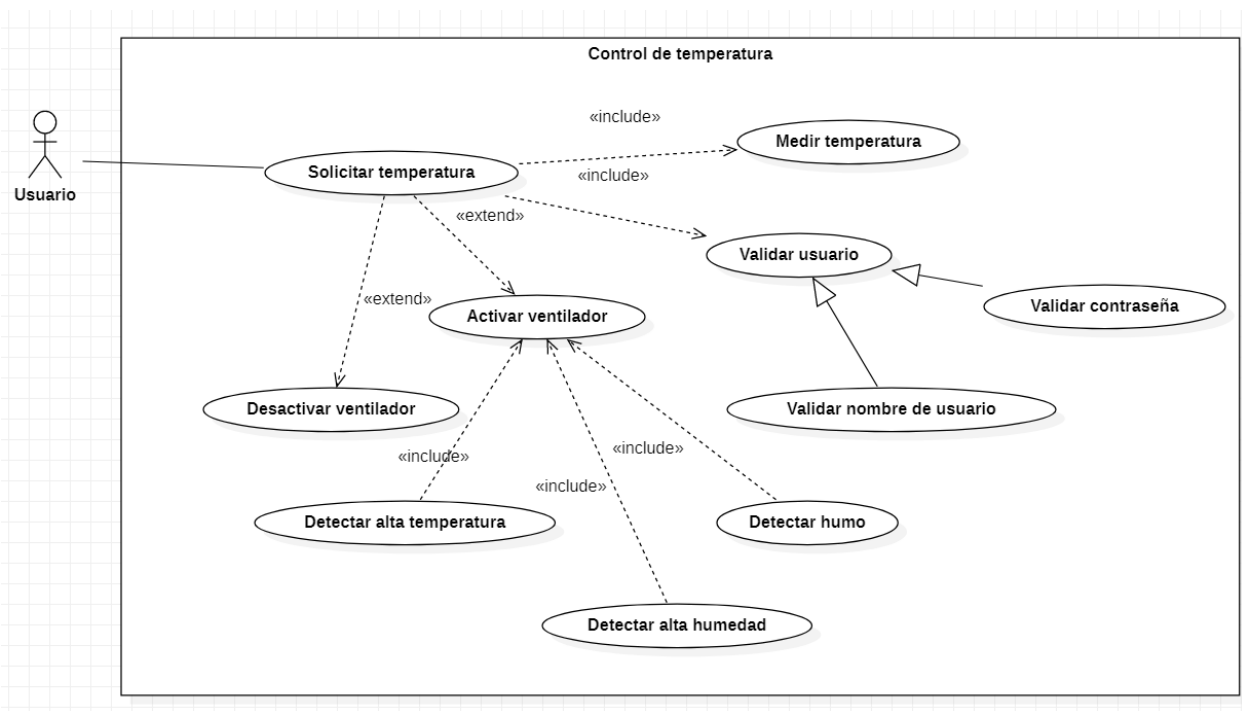 Control de temperatura
«include»
Medir temperatura
Solicitar temperatura
«include»
Usuario
«extend»
Validar usuario
«extend»
Validar contraseña
Activar ventilador
Desactivar ventilador
Validar nombre de usuario
«include»
«include»
«include»
Detectar alta temperatura
Detectar humo
Detectar alta humedad